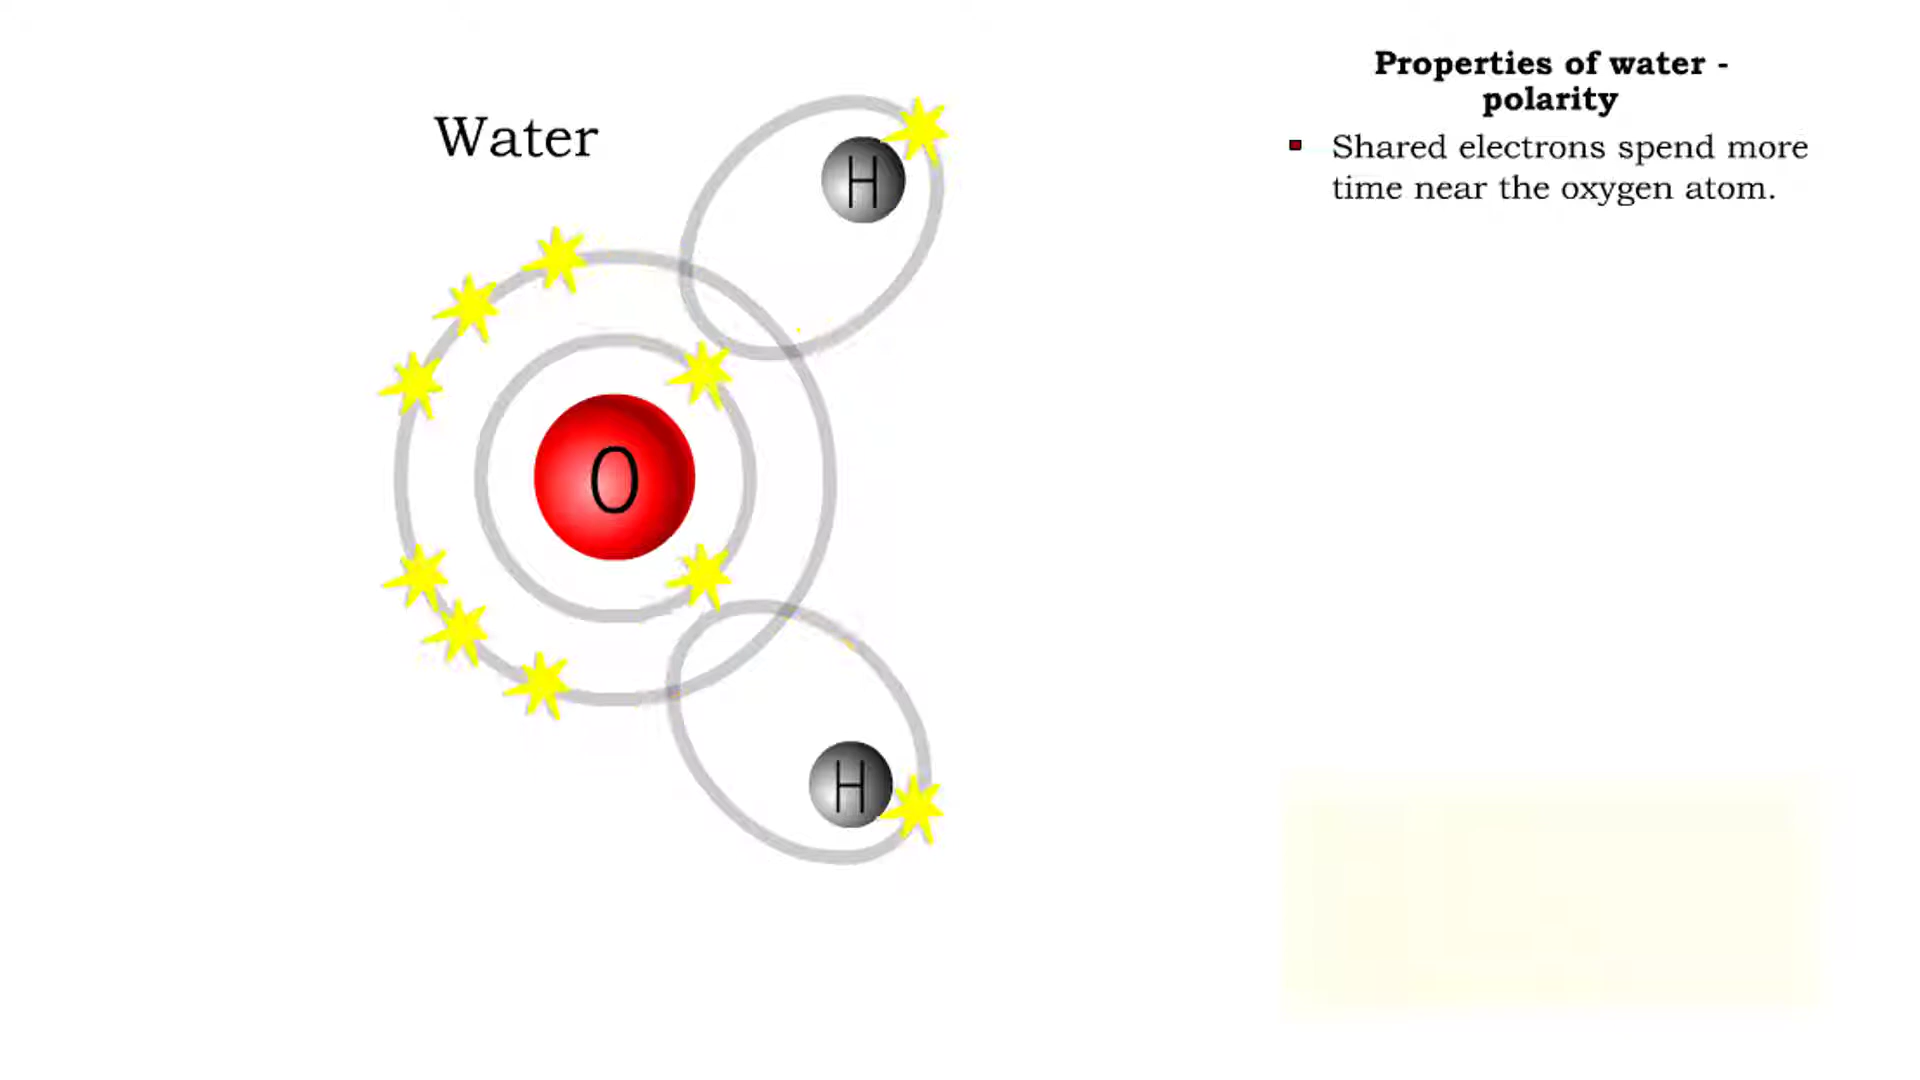 Properties of water -
polarity
Water
Shared electrons spend more
time near the oxygen atom.
H
O
H